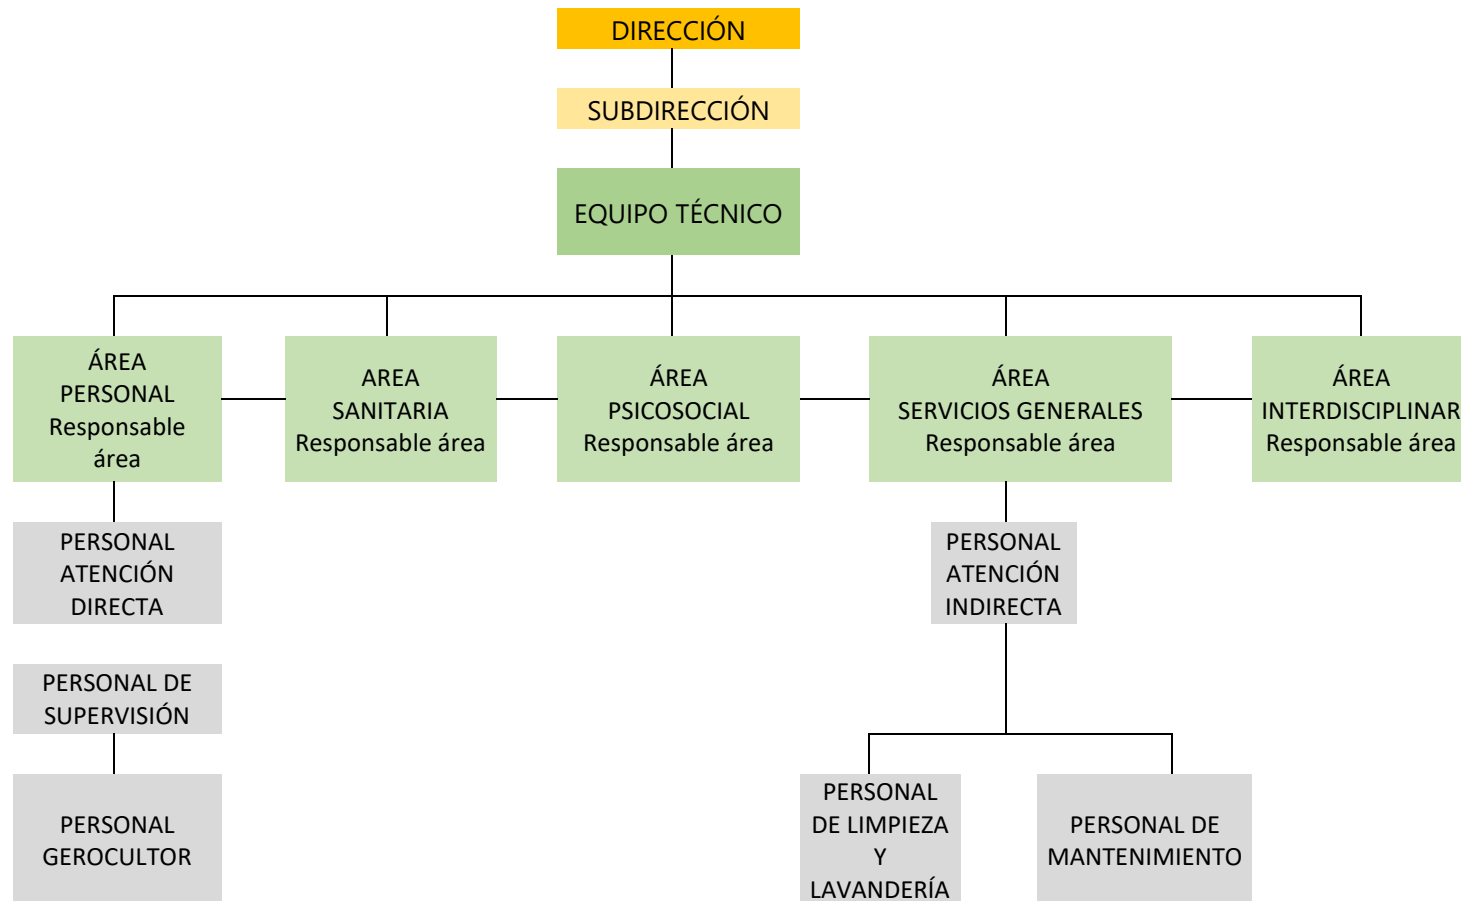 DIRECCIÓN
SUBDIRECCIÓN
EQUIPO TÉCNICO
ÁREA
PERSONAL
Responsable
área
AREA
SANITARIA
Responsable área
ÁREA
PSICOSOCIAL
Responsable área
ÁREA
SERVICIOS GENERALES
Responsable área
ÁREA
INTERDISCIPLINAR
Responsable área
PERSONAL
ATENCIÓN
DIRECTA
PERSONAL
ATENCIÓN
INDIRECTA
PERSONAL DE
SUPERVISIÓN
PERSONAL
GEROCULTOR
PERSONAL
DE LIMPIEZA
Y
LAVANDERÍA
PERSONAL DE
MANTENIMIENTO